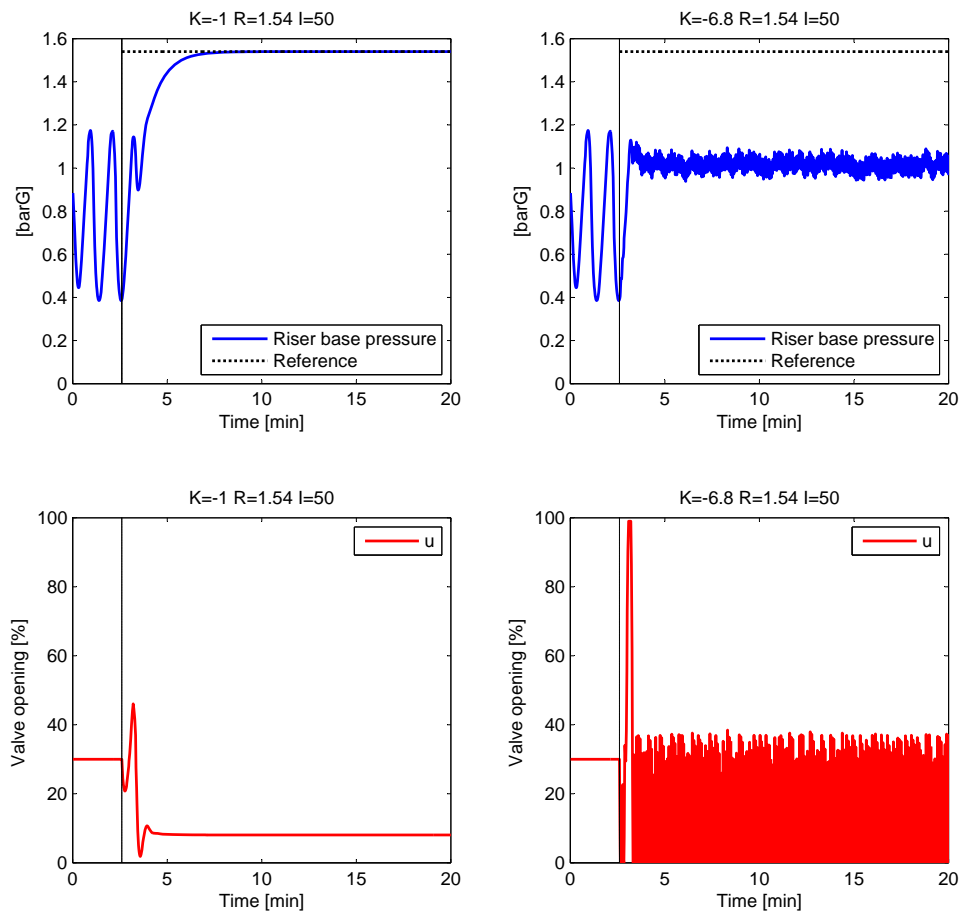 K=-1 R=1.54 I=50
1.6
1.4
1.2
1
0.8
0.6
0.4
0.2
0
[barG]
Riser base pressure
Reference
0 5 10 15 20
Time [min]
K=-6.8 R=1.54 I=50
1.6
1.4
1.2
1
0.8
0.6
0.4
0.2
0
[barG]
Riser base pressure
Reference
0 5 10 15 20
Time [min]
K=-1 R=1.54 I=50
100
80
60
40
20
0
Valve opening [%]
u
0 5 10 15 20
Time [min]
K=-6.8 R=1.54 I=50
100
80
60
40
20
0
Valve opening [%]
u
0 5 10 15 20
Time [min]